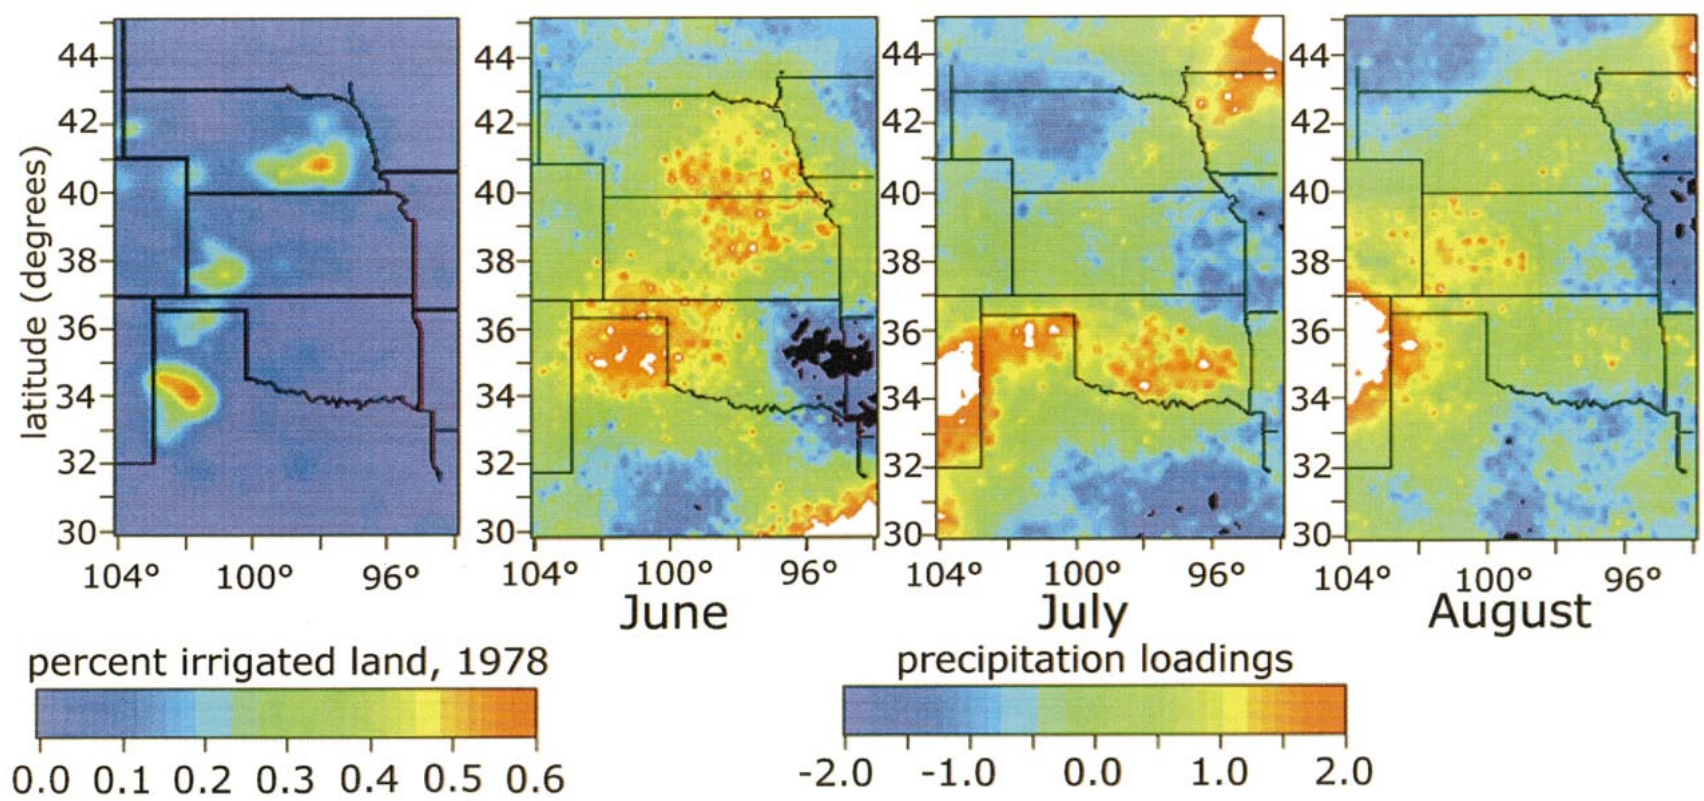 44 44 44 44
42 42 42 42
40 40 40 40
38 38 38 38
36 36 36 36
34 34 34 34
32 32 32 32
30 30 30 30
latitude (degrees)
104° 100° 96° 104° 100° 96° 104° 100° 96° 104° 100° 96°
June July August
percent irrigated land, 1978 precipitation loadings
0.0 0.1 0.2 0.3 0.4 0.5 0.6 -2.0 -1.0 0.0 1.0 2.0